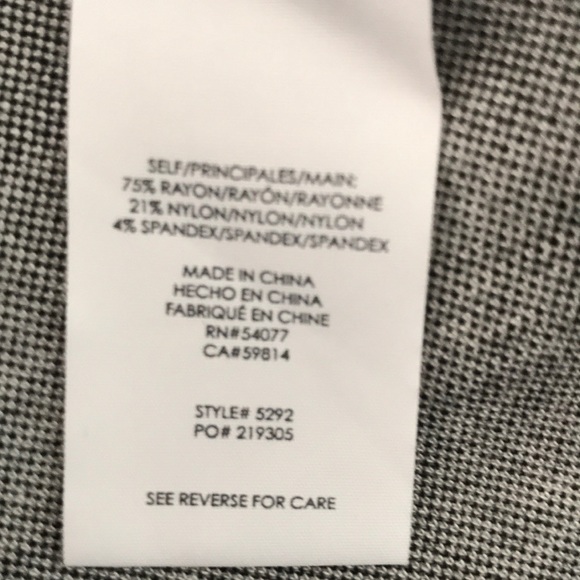 SELF/PRINCIPALES/MAIN:
75% RAYON/RAYÓN/RAYONNE
21% NYLON/NYLON/NYLON
4% SPANDEX/SPANDEX/SPANDEX
MADE IN CHINA
HECHO EN CHINA
FABRIQUÉ EN CHINE
RN#54077
CA#59814
STYLE# 5292
PO# 219305
SEE REVERSE FOR CARE